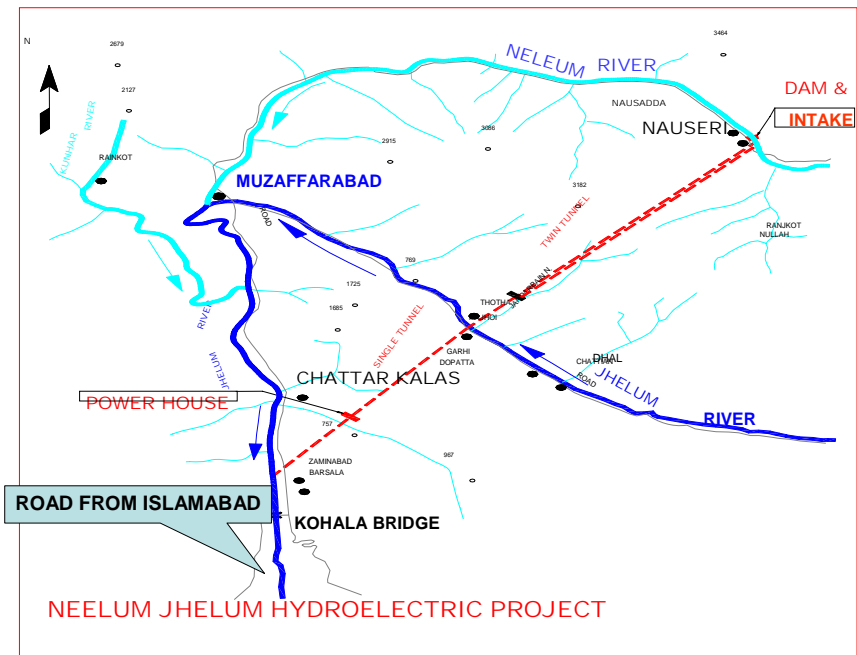 N
2679
2127
KUNHAR RIVER
RAINKOT
NELEUM RIVER
3464
DAM &
INTAKE
NAUSADDA
NAUSERI
3086
2915
MUZAFFARABAD
3182
ROAD
TWIN TUNNEL
RANJKOT
NULLAH
769
1725
1685
THOTHA
SINGLE TUNNEL
GARHI
DOPATTA
RIVER
JHELUM
CHATTAR KALAS
DHAL
ROAD
JHELUM
RIVER
POWER HOUSE
757
967
ZAMINABAD
BARSALA
ROAD FROM ISLAMABAD
KOHALA BRIDGE
NEELUM JHELUM HYDROELECTRIC PROJECT